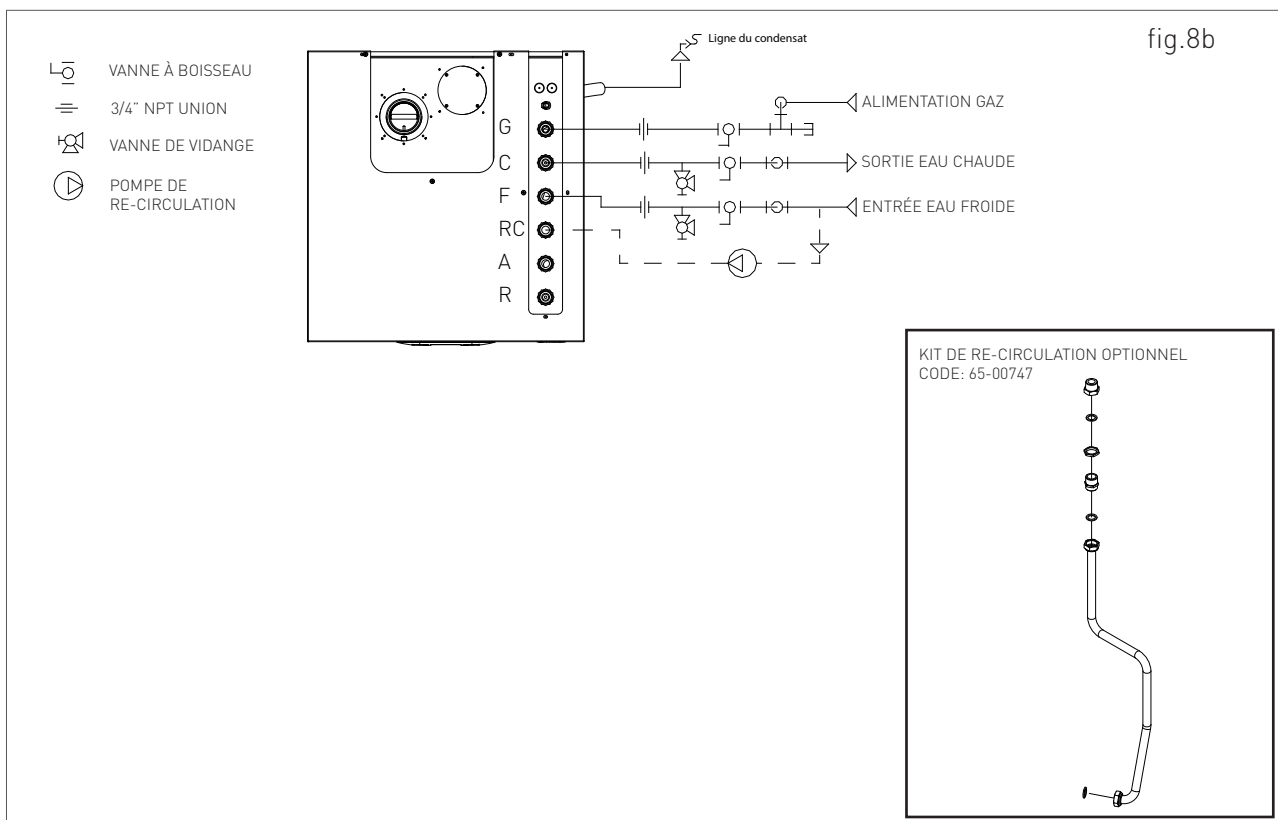 fig.8b
Ligne du condensat
VANNE À BOISSEAU
3/4" NPT UNION
VANNE DE VIDANGE
POMPE DE
RE-CIRCULATION
G
C
F
RC
A
R
ALIMENTATION GAZ
SORTIE EAU CHAUDE
ENTRÉE EAU FROIDE
KIT DE RE-CIRCULATION OPTIONNEL
CODE: 65-00747